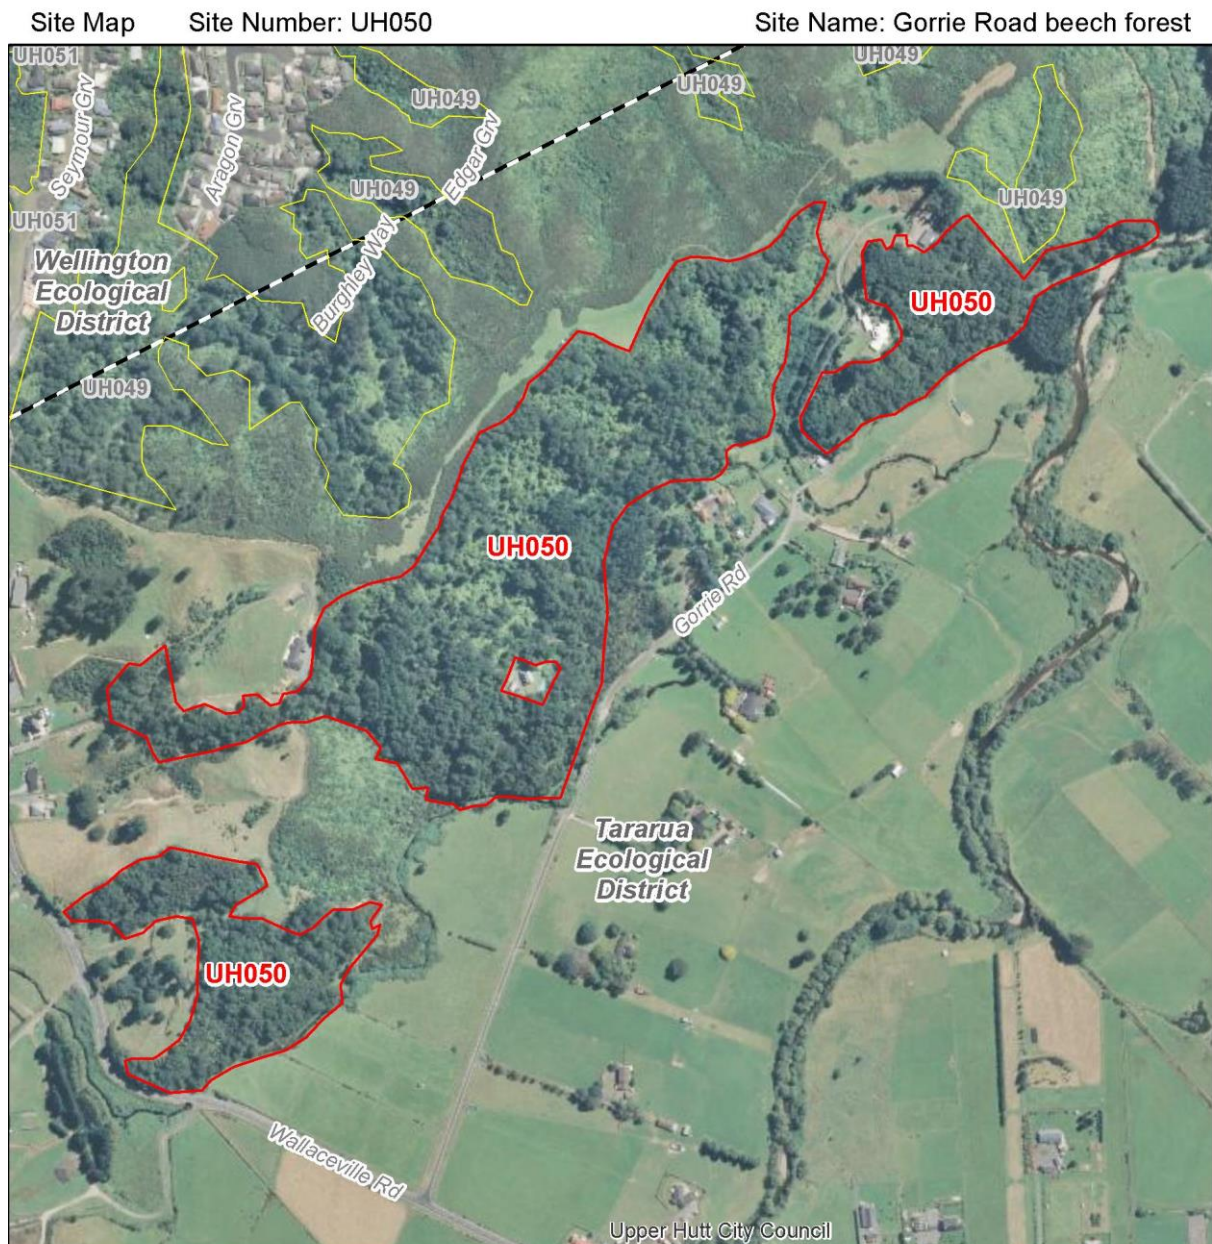 Site Map Site Number: UH050 Site Name: Gorrie Road beech forest
UH051
UH049
UH049
UH049
Seymour Grv
Aragon Grv
Edgar Grv
UH049
UH049
UH051
Burghley Way
Wellington
Ecological
District
UH050
UH049
UH050
Gorrie Rd
Tararua
Ecological
District
UH050
Wallaceville Rd
Upper Hutt City Council